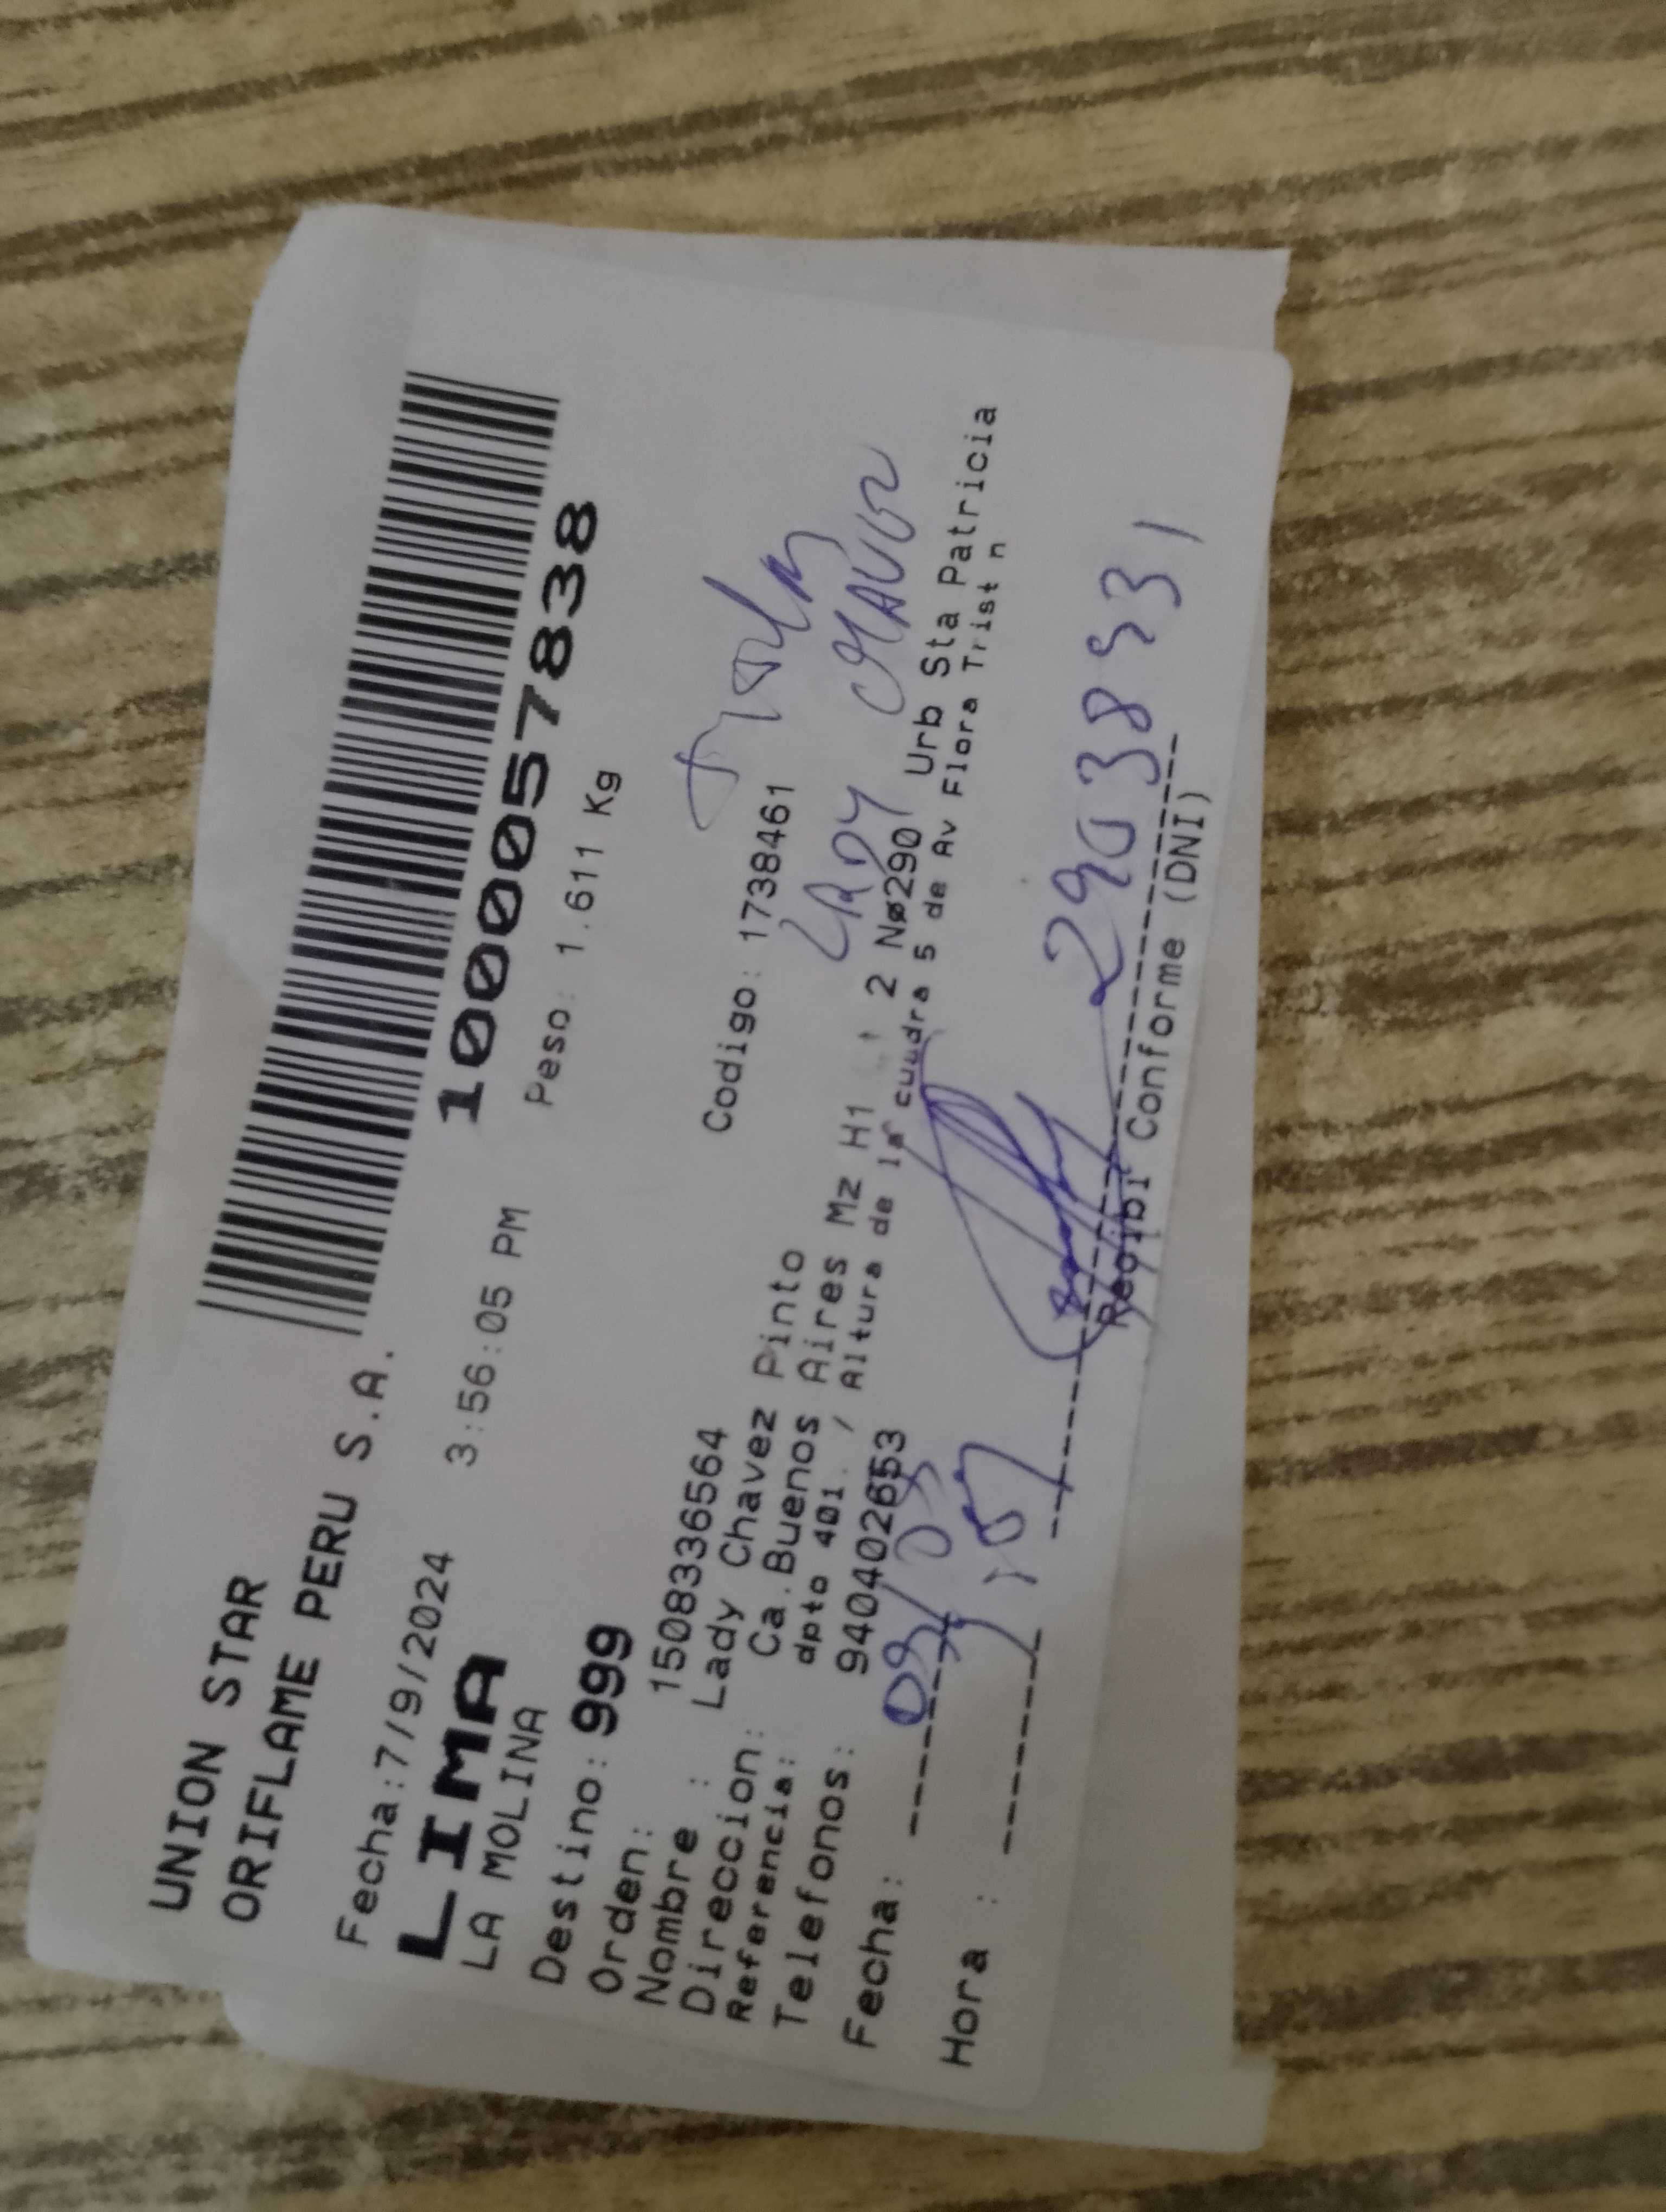 UNION STAR
ORIFLAME PERU S.A.
Fecha:7/9/2024 3:56:05 PM
1000057838
LIMA
Peso: 1.611 Kg
LA MOLINA
Destino: 999
Orden: 1508336564
Codigo: 1738461
Nombre : Lady Chavez Pinto
LADY CHAVEZ
Direccion: Ca.Buenos Aires Mz H1 2 Nø290 Urb Sta Patricia
Referencia: dpto 401. / Altura de la cuadra 5 de Av Flora Trist n
Telefonos: 940402653
Fecha:
Hora :
Recibi Conforme (DNI)